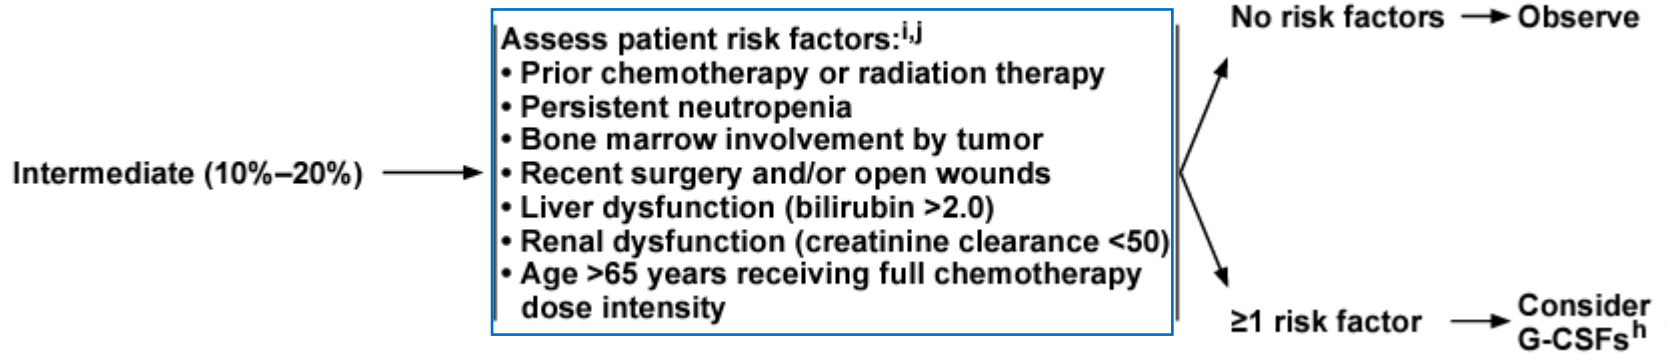 Intermediate (10%–20%)
Assess patient risk factors:i,j
• Prior chemotherapy or radiation therapy
• Persistent neutropenia
• Bone marrow involvement by tumor
• Recent surgery and/or open wounds
• Liver dysfunction (bilirubin >2.0)
• Renal dysfunction (creatinine clearance <50)
• Age >65 years receiving full chemotherapy
dose intensity
No risk factors
Observe
≥1 risk factor
Consider
G-CSFsh